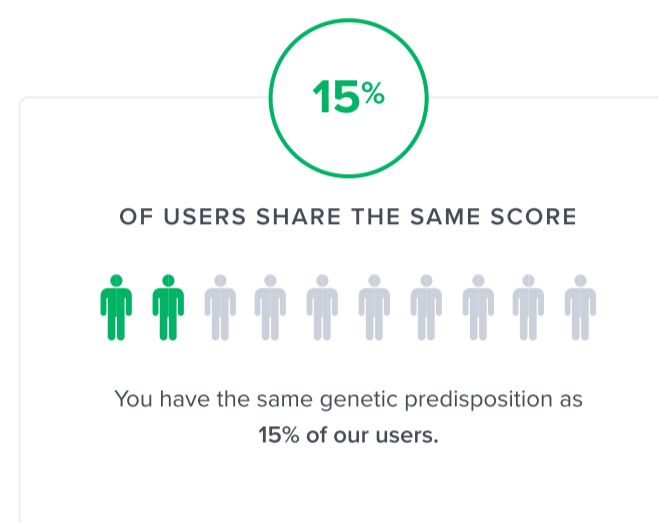 15%
OF USERS SHARE THE SAME SCORE
You have the same genetic predisposition as
15% of our users.